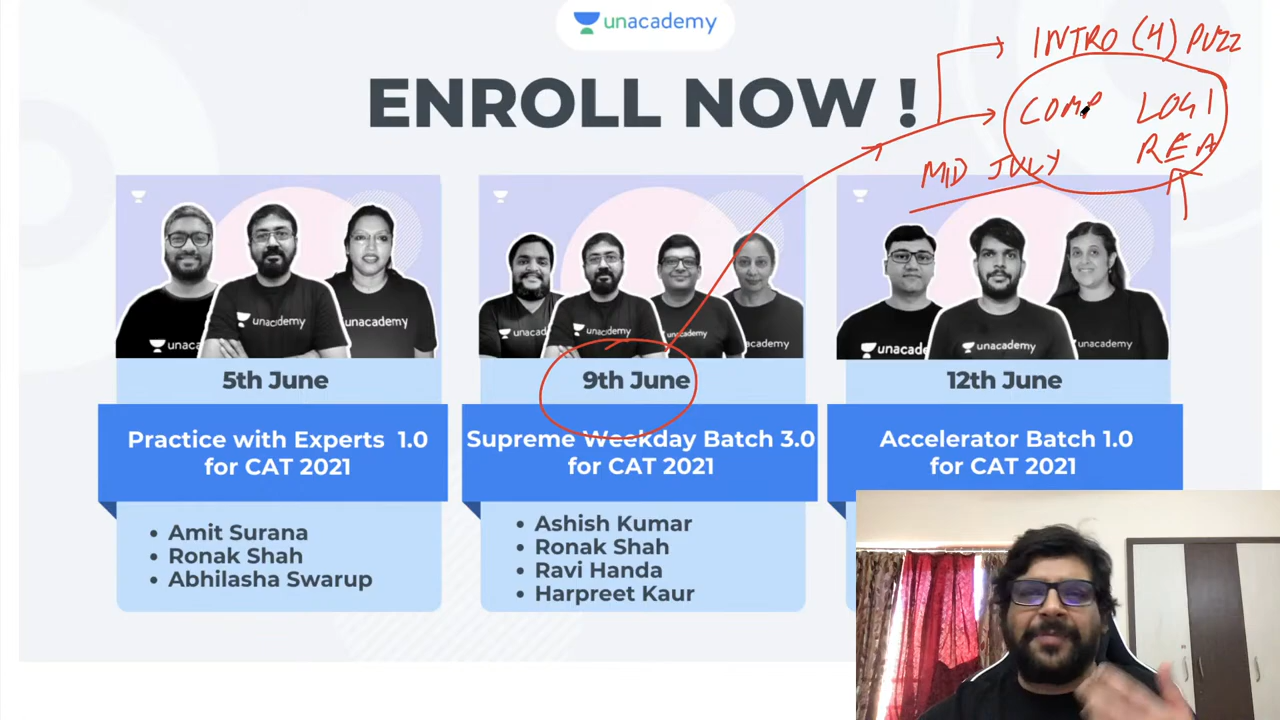 unacademy
INTRO (4) PUZZ
ENROLL NOW !
COMP LOGI
REA
MID JULY
unacademy
unacademy
unacademy
unacademy
unacademy
unacademy
unacademy
unacademy
5th June
9th June
12th June
Practice with Experts 1.0
for CAT 2021
Supreme Weekday Batch 3.0
for CAT 2021
Accelerator Batch 1.0
for CAT 2021
• Amit Surana
• Ronak Shah
• Abhilasha Swarup
• Ashish Kumar
• Ronak Shah
• Ravi Handa
• Harpreet Kaur